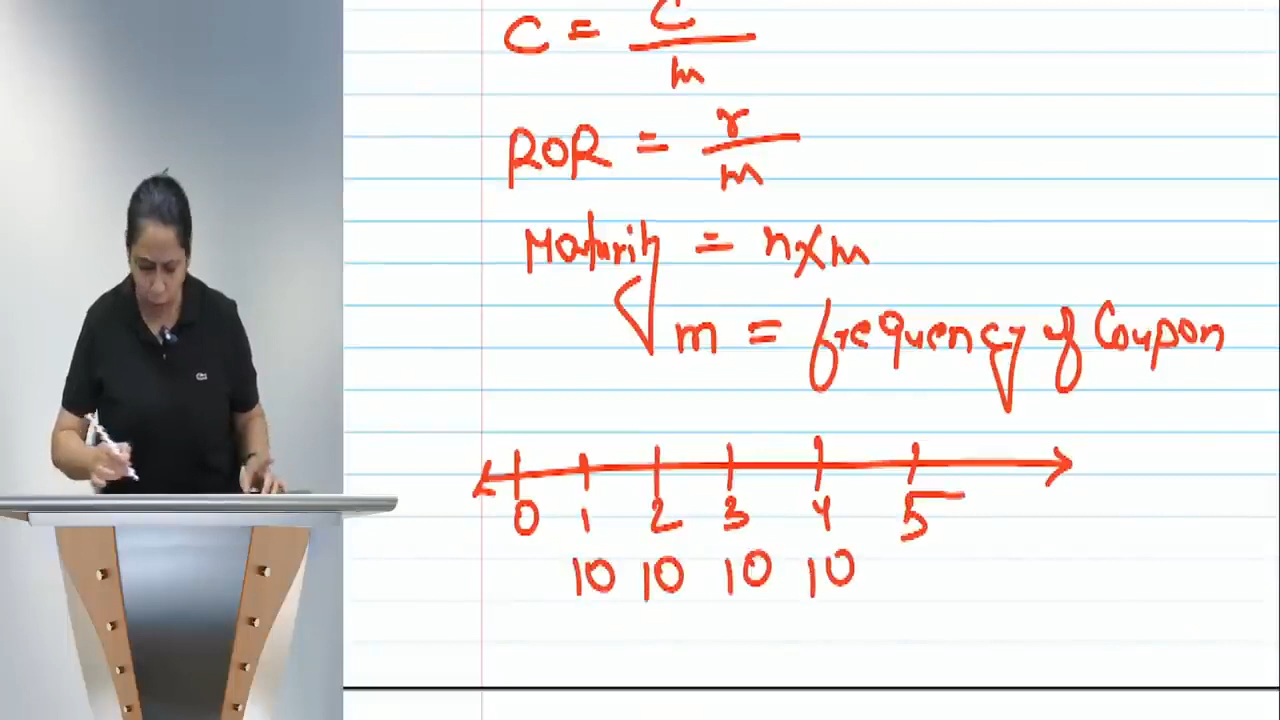 C = C
m
ROR = r
m
Maturity = n×m
m = frequency of Coupon
0 1 2 3 4 5
10 10 10 10